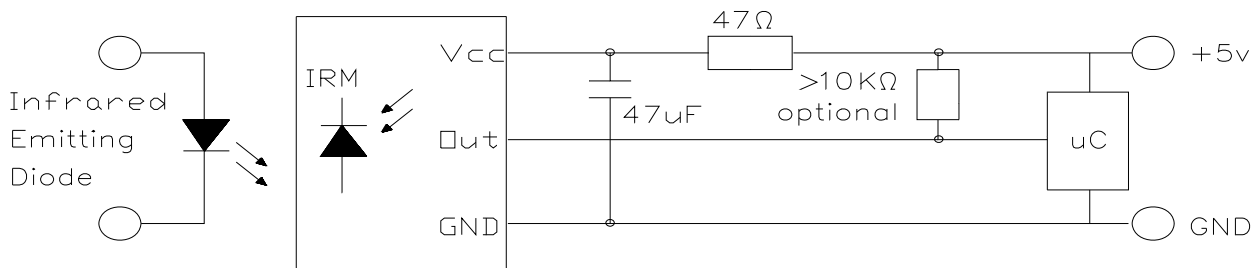 Infrared
Emitting
Diode
IRM
Vcc
Out
GND
47uF
47Ω
>10KΩ
optional
uC
+5v
GND